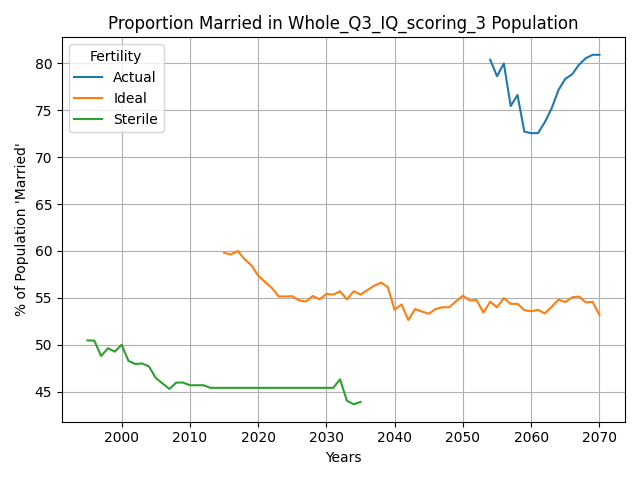 Proportion Married in Whole_Q3_IQ_scoring_3 Population
% of Population 'Married'
Fertility
Actual
Ideal
Sterile
80
75
70
65
60
55
50
45
2000 2010 2020 2030 2040 2050 2060 2070
Years